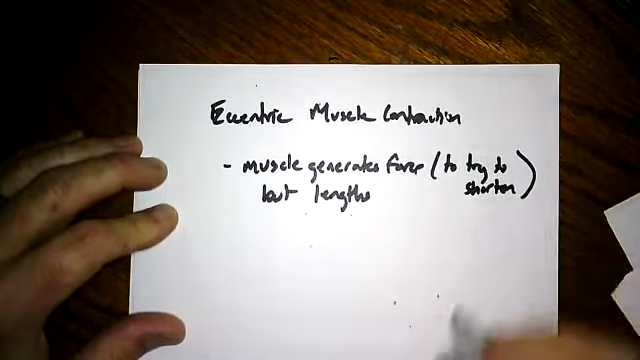 Eccentric Muscle Contraction
- muscle generates force (to try to shorten)
but lengths